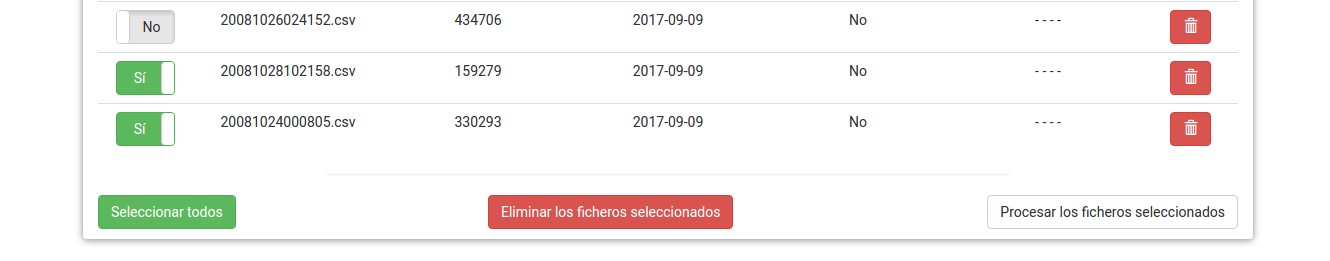 No 20081026024152.csv 434706 2017-09-09 No ----
Sí 20081028102158.csv 159279 2017-09-09 No ----
Sí 20081024000805.csv 330293 2017-09-09 No ----
Seleccionar todos Eliminar los ficheros seleccionados Procesar los ficheros seleccionados